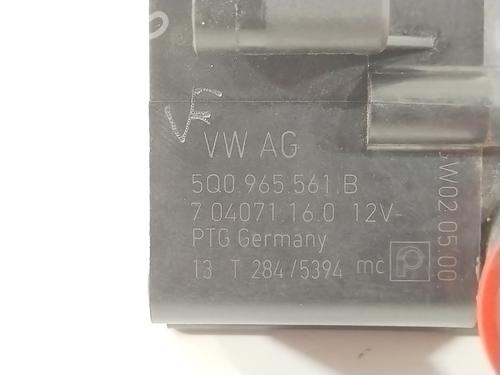 VW AG
5Q0.965.561.B
7.04071.16.0 12V-
PTG Germany
13 T 284/5394 mc
W02 05.00